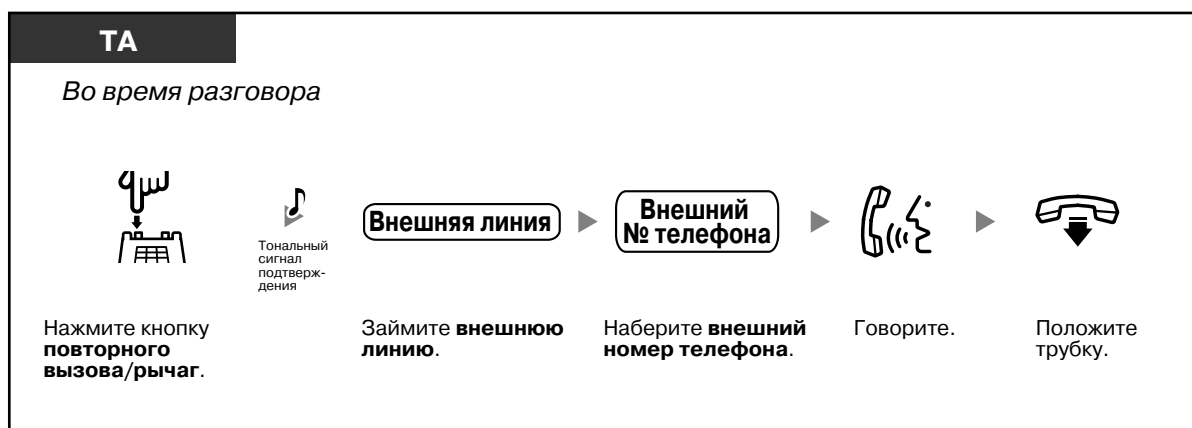 ТА
Во время разговора
Тональный
сигнал
подтверж-
дения
Внешняя линия
Внешний
№ телефона
Нажмите кнопку
повторного
вызова/рычаг.
Займите внешнюю
линию.
Наберите внешний
номер телефона.
Говорите.
Положите
трубку.